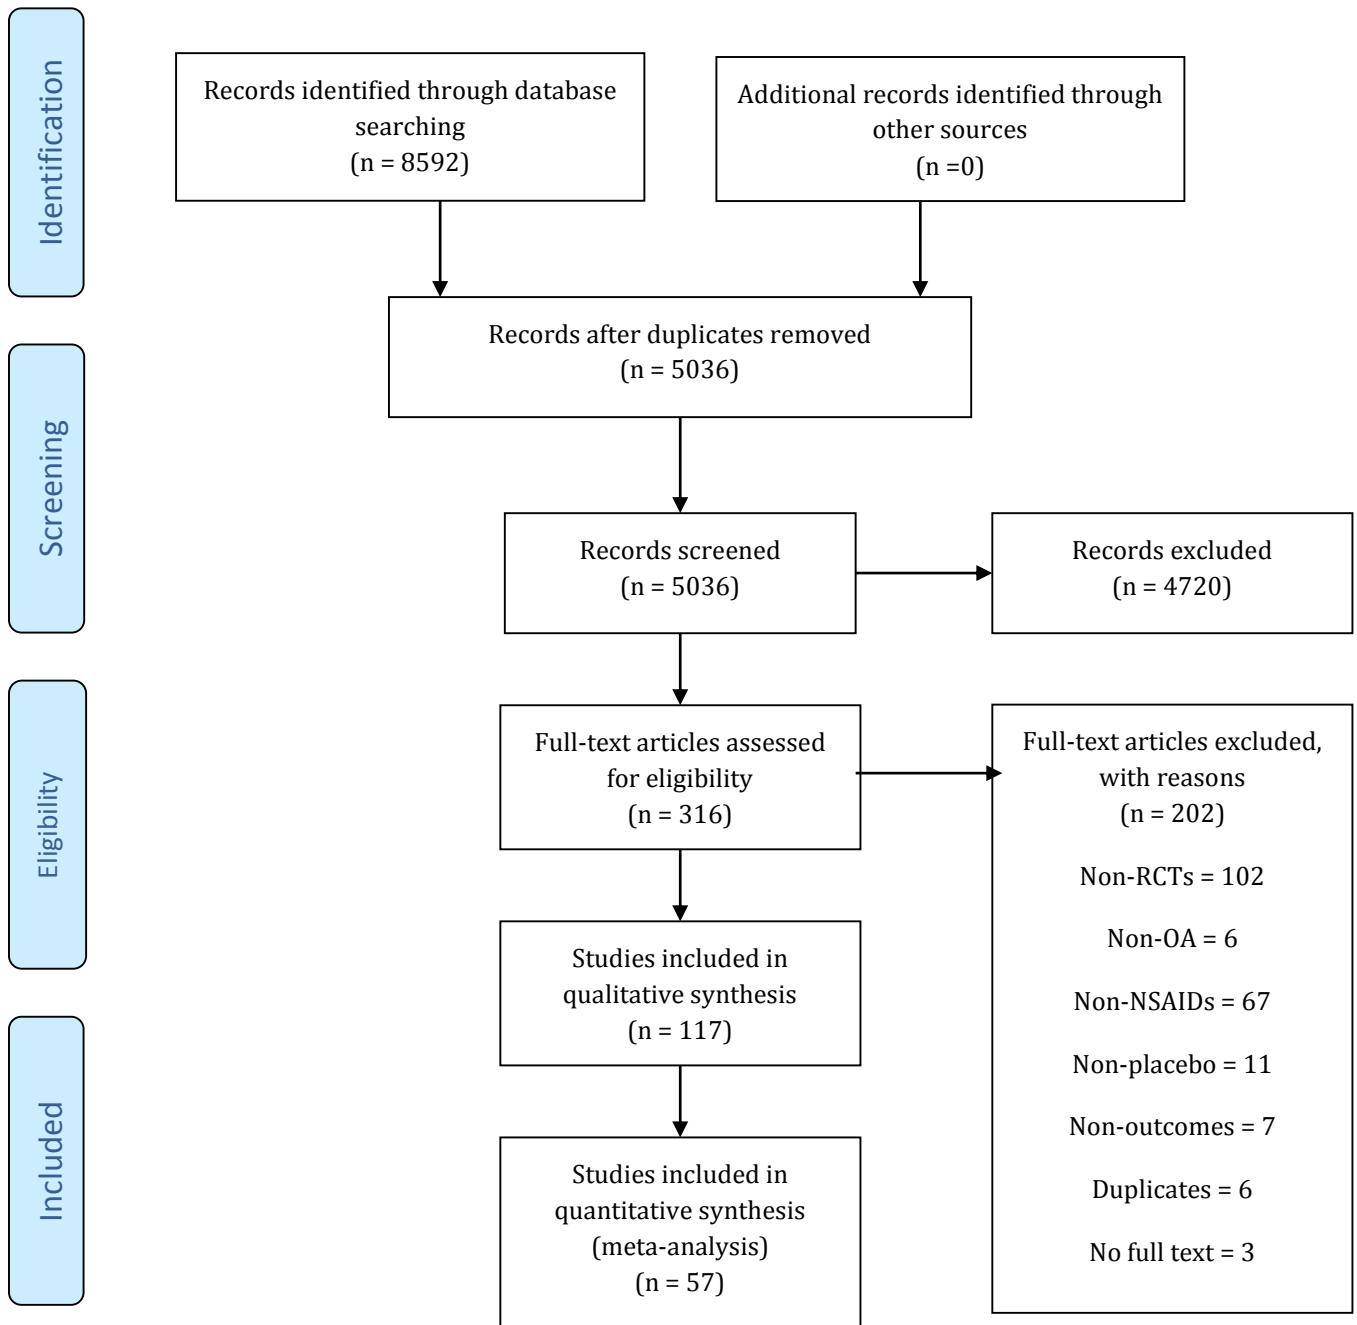 Identification
Records identified through database
searching
(n = 8592)
Additional records identified through
other sources
(n =0)
Records after duplicates removed
(n = 5036)
Screening
Records screened
(n = 5036)
Records excluded
(n = 4720)
Eligibility
Full-text articles assessed
for eligibility
(n = 316)
Full-text articles excluded,
with reasons
(n = 202)
Non-RCTs = 102
Non-OA = 6
Non-NSAIDs = 67
Non-placebo = 11
Non-outcomes = 7
Duplicates = 6
No full text = 3
Studies included in
qualitative synthesis
(n = 117)
Included
Studies included in
quantitative synthesis
(meta-analysis)
(n = 57)